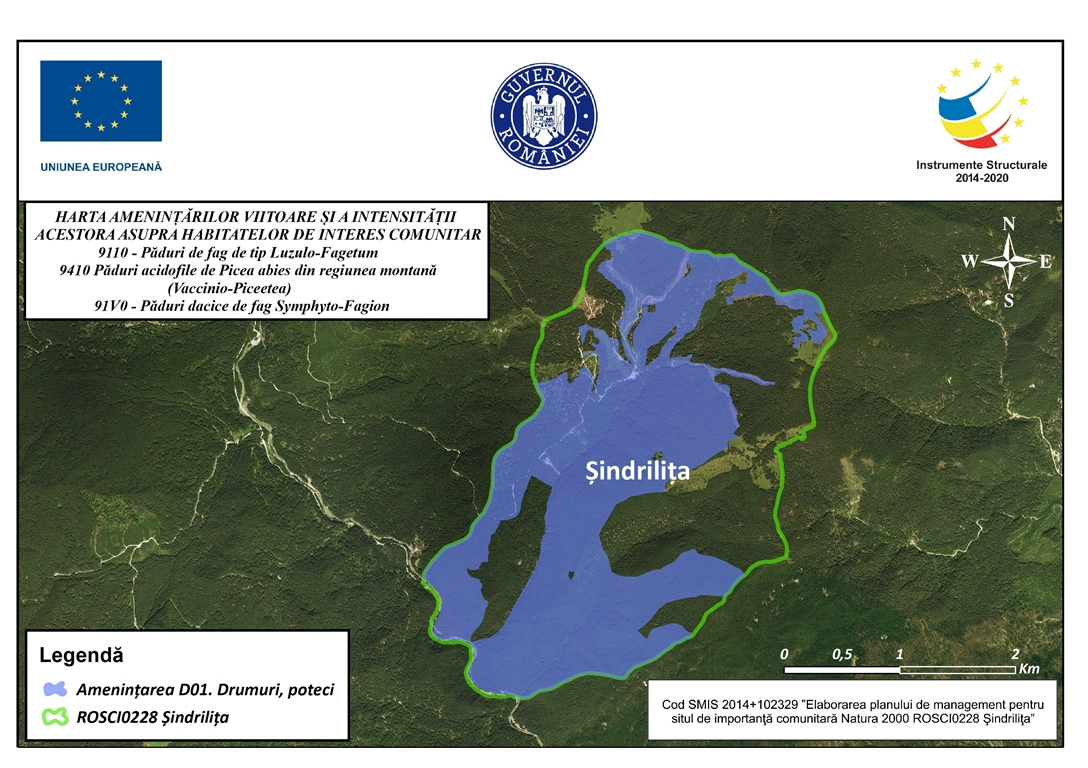 UNIUNEA EUROPEANĂ
GUVERNUL ROMÂNIEI
Instrumente Structurale
2014-2020
HARTA AMENINȚĂRILOR VIITOARE ȘI A INTENSITĂȚII
ACESTORA ASUPRA HABITATELOR DE INTERES COMUNITAR
9110 - Păduri de fag de tip Luzulo-Fagetum
9410 Păduri acidofile de Picea abies din regiunea montană
(Vaccinio-Piceetea)
91V0 - Păduri dacice de fag Symphyto-Fagion
N
W E
S
Șindrilița
Legendă
Amenințarea D01. Drumuri, poteci
ROSCI0228 Șindrilița
0 0,5 1 2
Km
Cod SMIS 2014+102329 ”Elaborarea planului de management pentru
situl de importanţă comunitară Natura 2000 ROSCI0228 Şindriliţa”